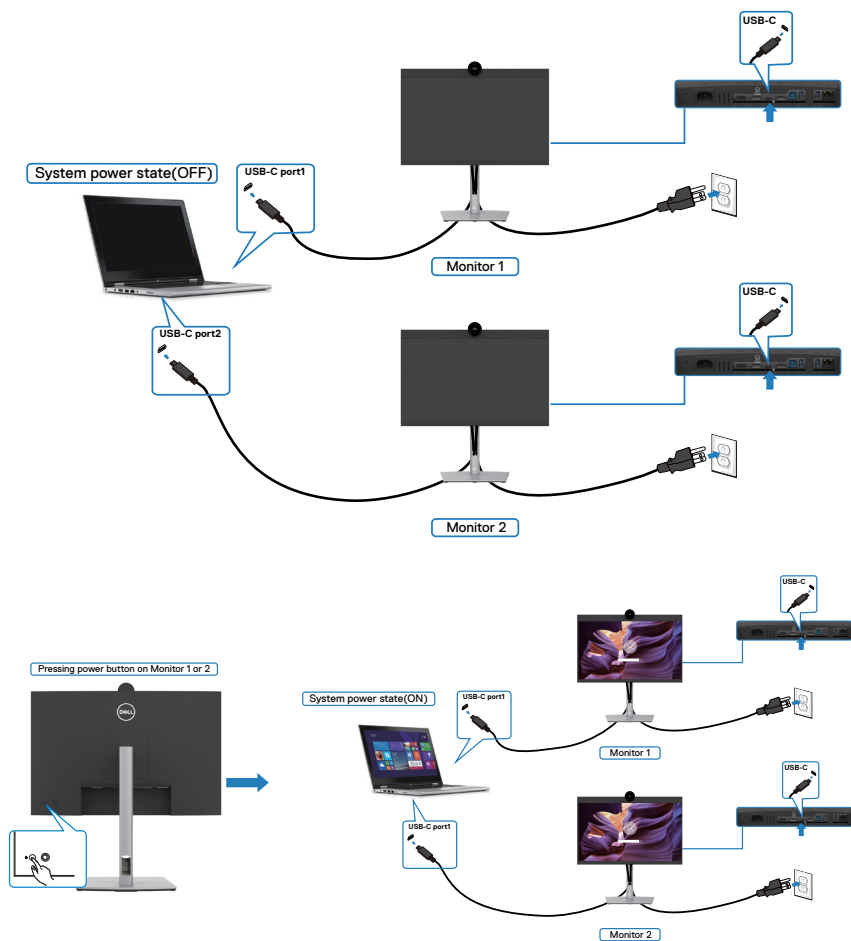 USB-C
System power state(OFF)
USB-C port1
Monitor 1
USB-C
USB-C port2
Monitor 2
USB-C
Pressing power button on Monitor 1 or 2
DELL
System power state(ON)
USB-C port1
Monitor 1
USB-C
USB-C port1
Monitor 2